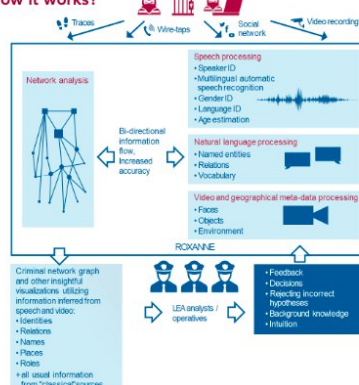 How it works?
Traces
Wire-taps
Social
network
Video recording
Network analysis
Bi-directional
information
flow,
Increased
accuracy
Speech processing
• Speaker ID
• Multilingual automatic
speech recognition
• Gender ID
• Language ID
• Age estimation
Natural language processing
• Named entities
• Relations
• Vocabulary
Video and geographical meta-data processing
• Faces
• Objects
• Environment
ROXANNE
Criminal network graph
and other insightful
visualizations utilizing
information inferred from
speech and video:
• Identities
• Relations
• Names
• Places
• Roles
+ all usual information
from "classical" sources
LEA analysts /
operatives
• Feedback
• Decisions
• Rejecting incorrect
hypotheses
• Background knowledge
• Intuition